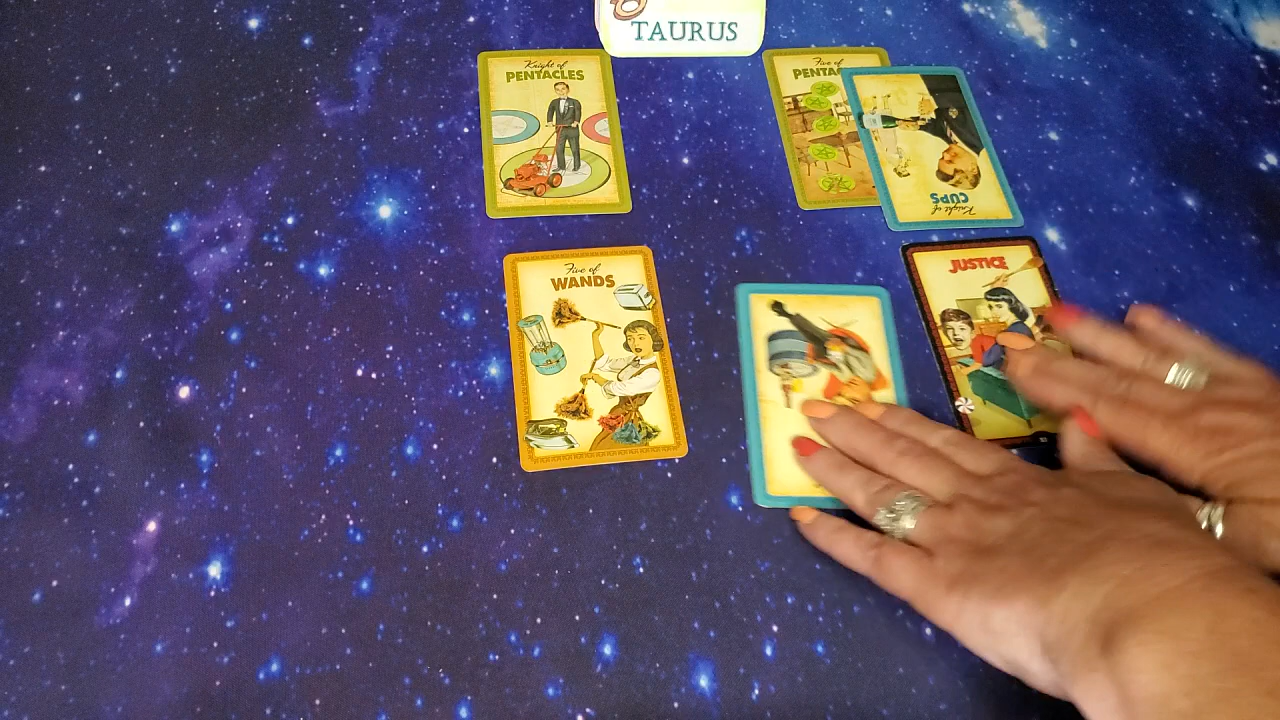 TAURUS
Knight of
PENTACLES
Five of
PENTAC
Knight of
CUPS
Five of
WANDS
JUSTICE